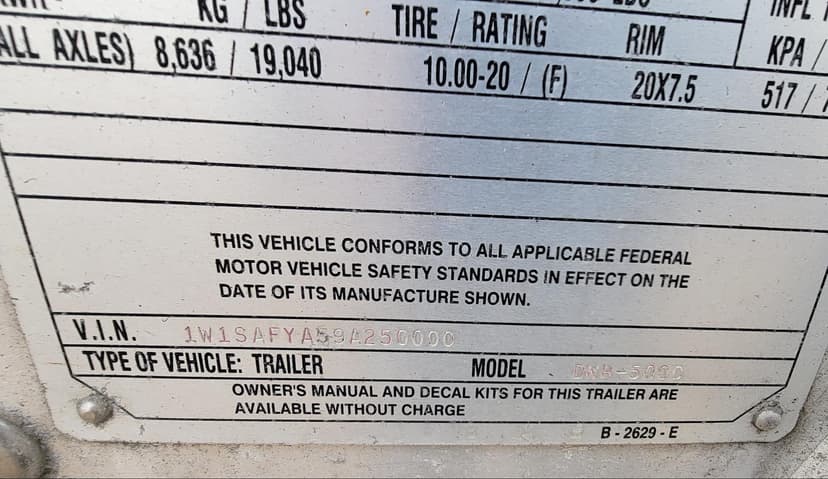 KG / LBS
TIRE / RATING
RIM
INFL
KPA /
ALL AXLES) 8,636 / 19,040
10.00-20 / (F)
20X7.5
517 /
THIS VEHICLE CONFORMS TO ALL APPLICABLE FEDERAL
MOTOR VEHICLE SAFETY STANDARDS IN EFFECT ON THE
DATE OF ITS MANUFACTURE SHOWN.
V.I.N. 1W1SAFYA59A250000
TYPE OF VEHICLE: TRAILER MODEL
OWNER'S MANUAL AND DECAL KITS FOR THIS TRAILER ARE
AVAILABLE WITHOUT CHARGE
B - 2629 - E